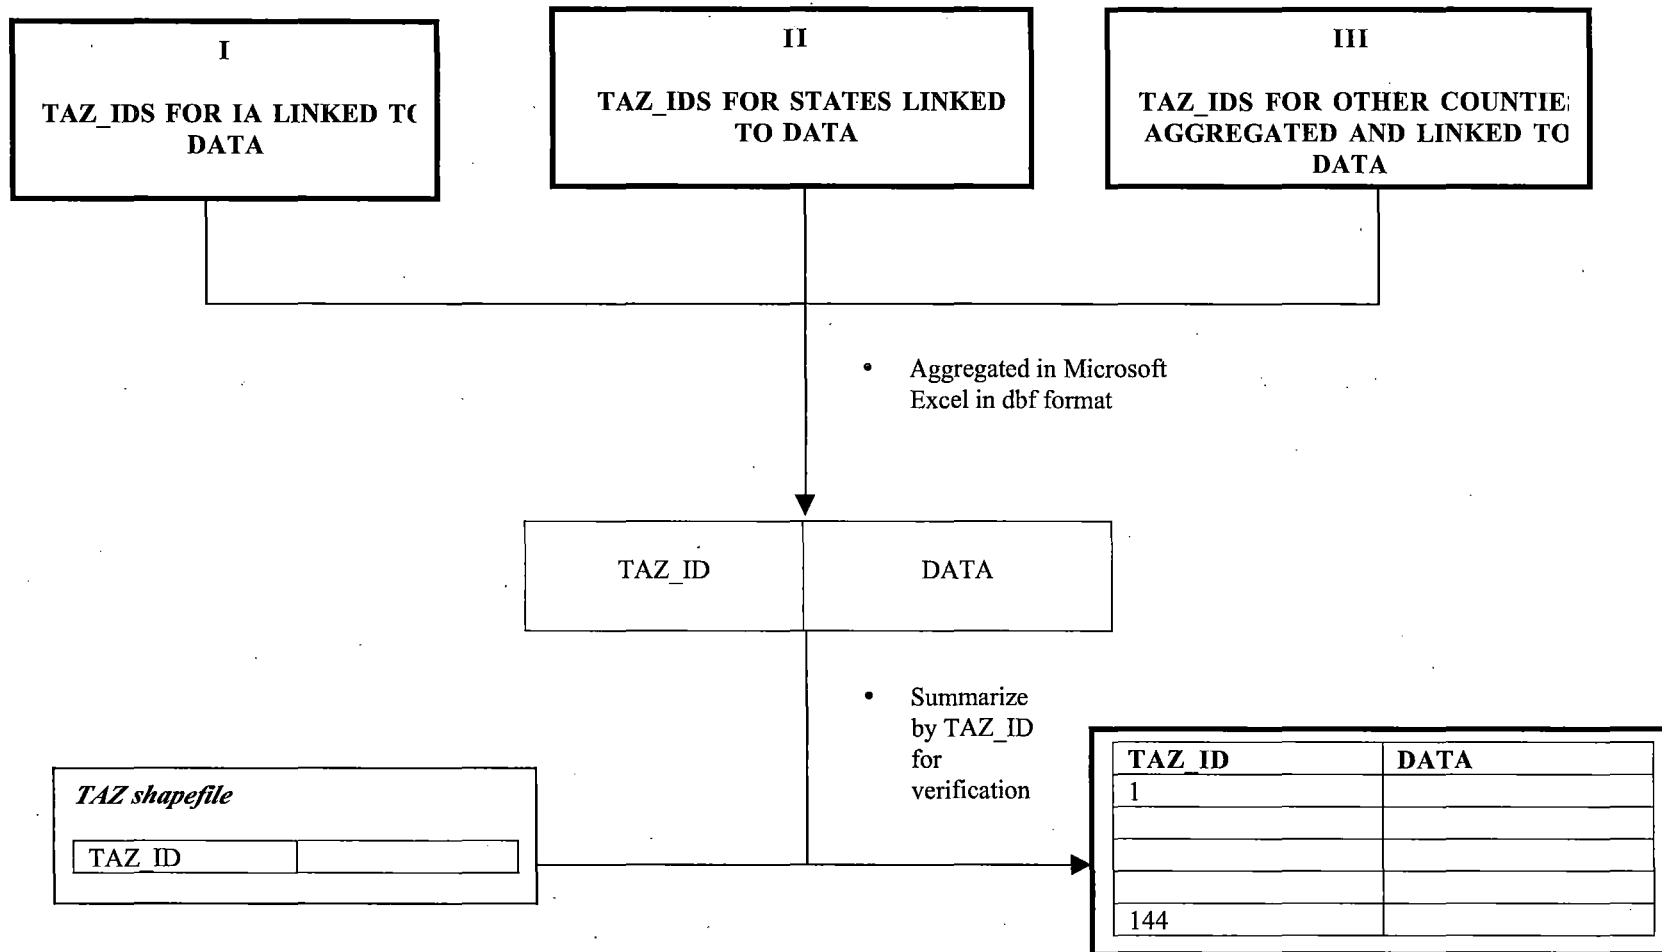 I
TAZ_IDS FOR IA LINKED T(
DATA
II
TAZ_IDS FOR STATES LINKED
TO DATA
III
TAZ_IDS FOR OTHER COUNTIE
AGGREGATED AND LINKED TO
DATA
• Aggregated in Microsoft
Excel in dbf format
TAZ_ID DATA
• Summarize
by TAZ_ID
for
verification
TAZ shapefile
TAZ_ID
TAZ_ID DATA
1
144